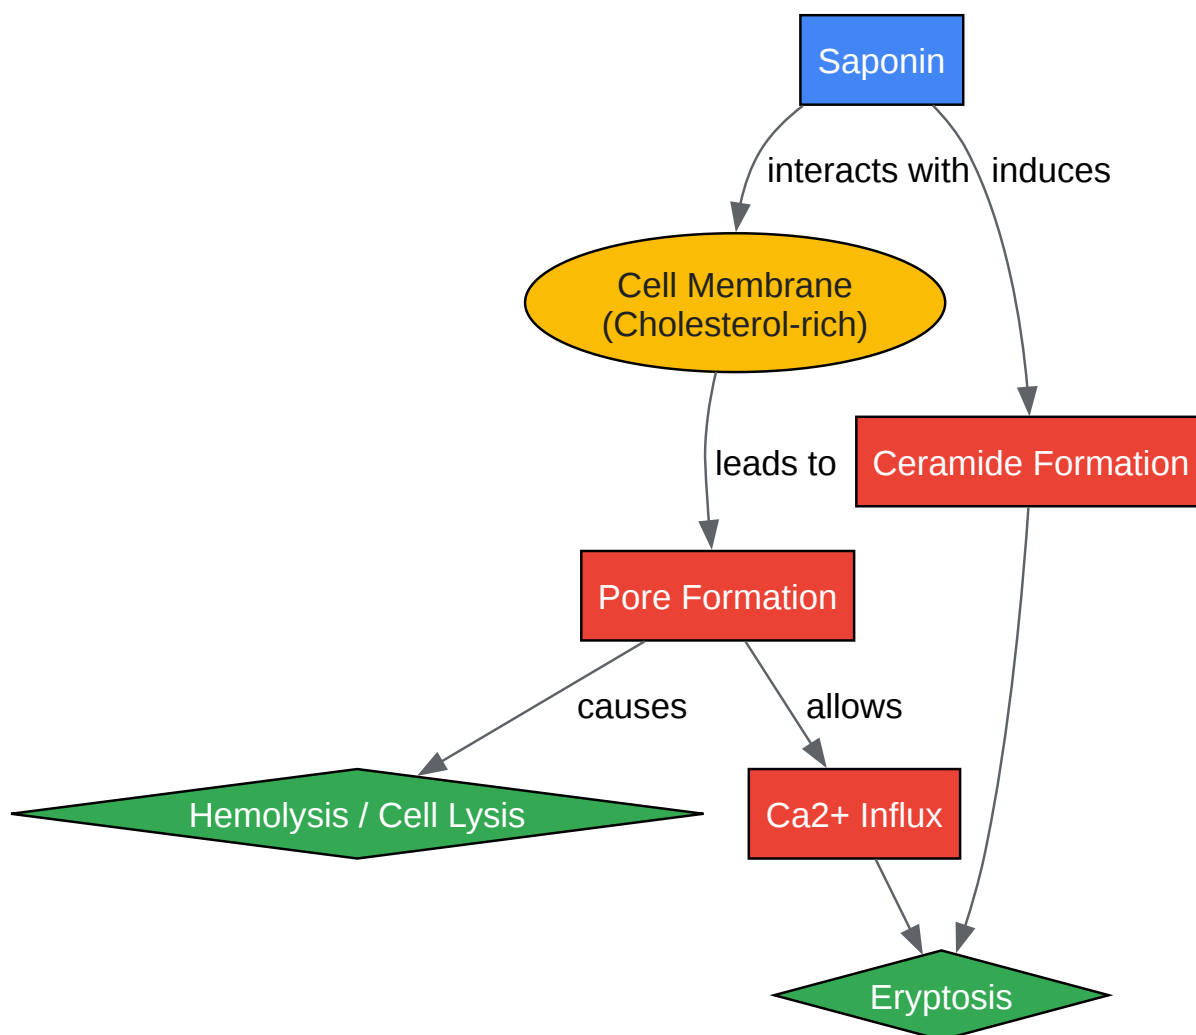 Saponin
interacts with
induces
Cell Membrane
(Cholesterol-rich)
leads to
Ceramide Formation
Pore Formation
causes
allows
Hemolysis / Cell Lysis
Ca2+ Influx
Eryptosis